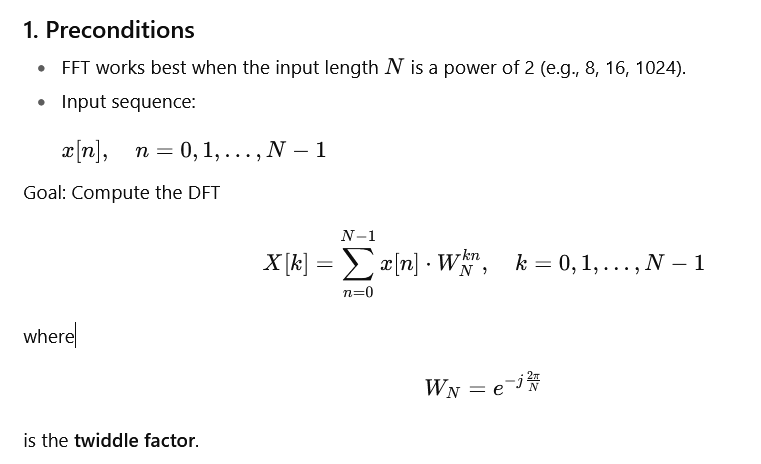 1. Preconditions
• FFT works best when the input length N is a power of 2 (e.g., 8, 16, 1024).
• Input sequence:
x[n], n = 0, 1, . . . , N − 1
Goal: Compute the DFT
X[k] = ∑_{n=0}^{N−1} x[n] · W_N^{kn}, k = 0, 1, . . . , N − 1
where
W_N = e^{−j\frac{2π}{N}}
is the twiddle factor.